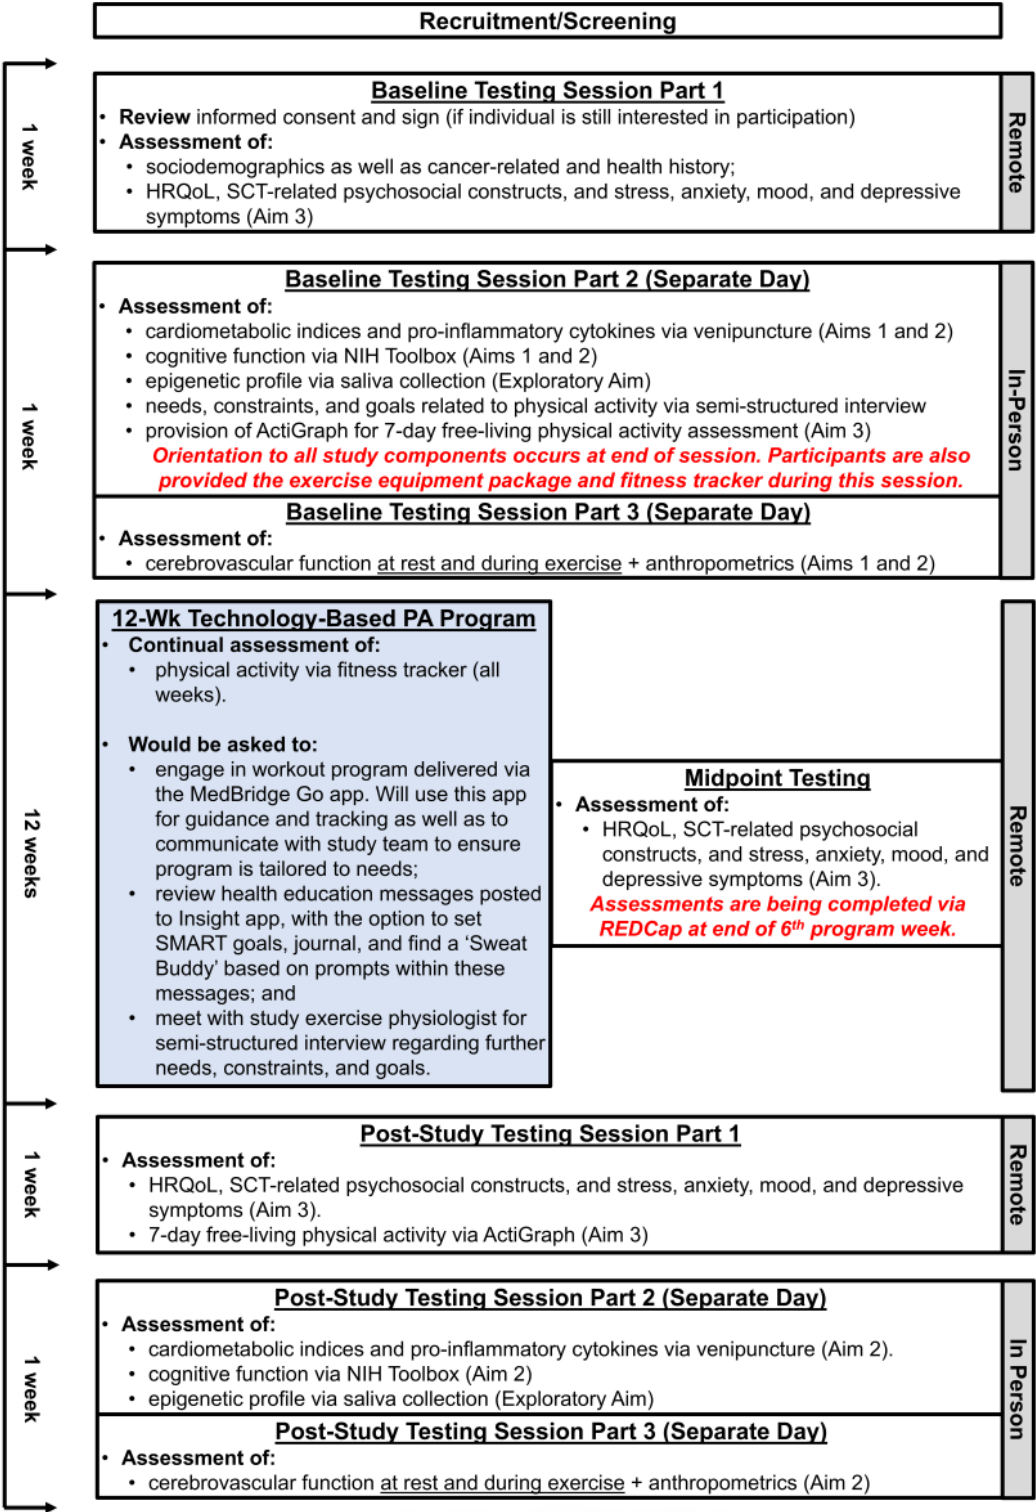 Recruitment/Screening
1 week
Baseline Testing Session Part 1
• Review informed consent and sign (if individual is still interested in participation)
• Assessment of:
• sociodemographics as well as cancer-related and health history;
• HRQoL, SCT-related psychosocial constructs, and stress, anxiety, mood, and depressive
symptoms (Aim 3)
Remote
1 week
Baseline Testing Session Part 2 (Separate Day)
• Assessment of:
• cardiometabolic indices and pro-inflammatory cytokines via venipuncture (Aims 1 and 2)
• cognitive function via NIH Toolbox (Aims 1 and 2)
• epigenetic profile via saliva collection (Exploratory Aim)
• needs, constraints, and goals related to physical activity via semi-structured interview
• provision of ActiGraph for 7-day free-living physical activity assessment (Aim 3)
Orientation to all study components occurs at end of session. Participants are also
provided the exercise equipment package and fitness tracker during this session.
Baseline Testing Session Part 3 (Separate Day)
• Assessment of:
• cerebrovascular function at rest and during exercise + anthropometrics (Aims 1 and 2)
In-Person
12 weeks
12-Wk Technology-Based PA Program
• Continual assessment of:
• physical activity via fitness tracker (all
weeks).
• Would be asked to:
• engage in workout program delivered via
the MedBridge Go app. Will use this app
for guidance and tracking as well as to
communicate with study team to ensure
program is tailored to needs;
• review health education messages posted
to Insight app, with the option to set
SMART goals, journal, and find a ‘Sweat
Buddy’ based on prompts within these
messages; and
• meet with study exercise physiologist for
semi-structured interview regarding further
needs, constraints, and goals.
Midpoint Testing
• Assessment of:
• HRQoL, SCT-related psychosocial
constructs, and stress, anxiety, mood, and
depressive symptoms (Aim 3).
Assessments are being completed via
REDCap at end of 6th program week.
Remote
1 week
Post-Study Testing Session Part 1
• Assessment of:
• HRQoL, SCT-related psychosocial constructs, and stress, anxiety, mood, and depressive
symptoms (Aim 3).
• 7-day free-living physical activity via ActiGraph (Aim 3)
Remote
1 week
Post-Study Testing Session Part 2 (Separate Day)
• Assessment of:
• cardiometabolic indices and pro-inflammatory cytokines via venipuncture (Aim 2).
• cognitive function via NIH Toolbox (Aim 2)
• epigenetic profile via saliva collection (Exploratory Aim)
Post-Study Testing Session Part 3 (Separate Day)
• Assessment of:
• cerebrovascular function at rest and during exercise + anthropometrics (Aim 2)
In Person